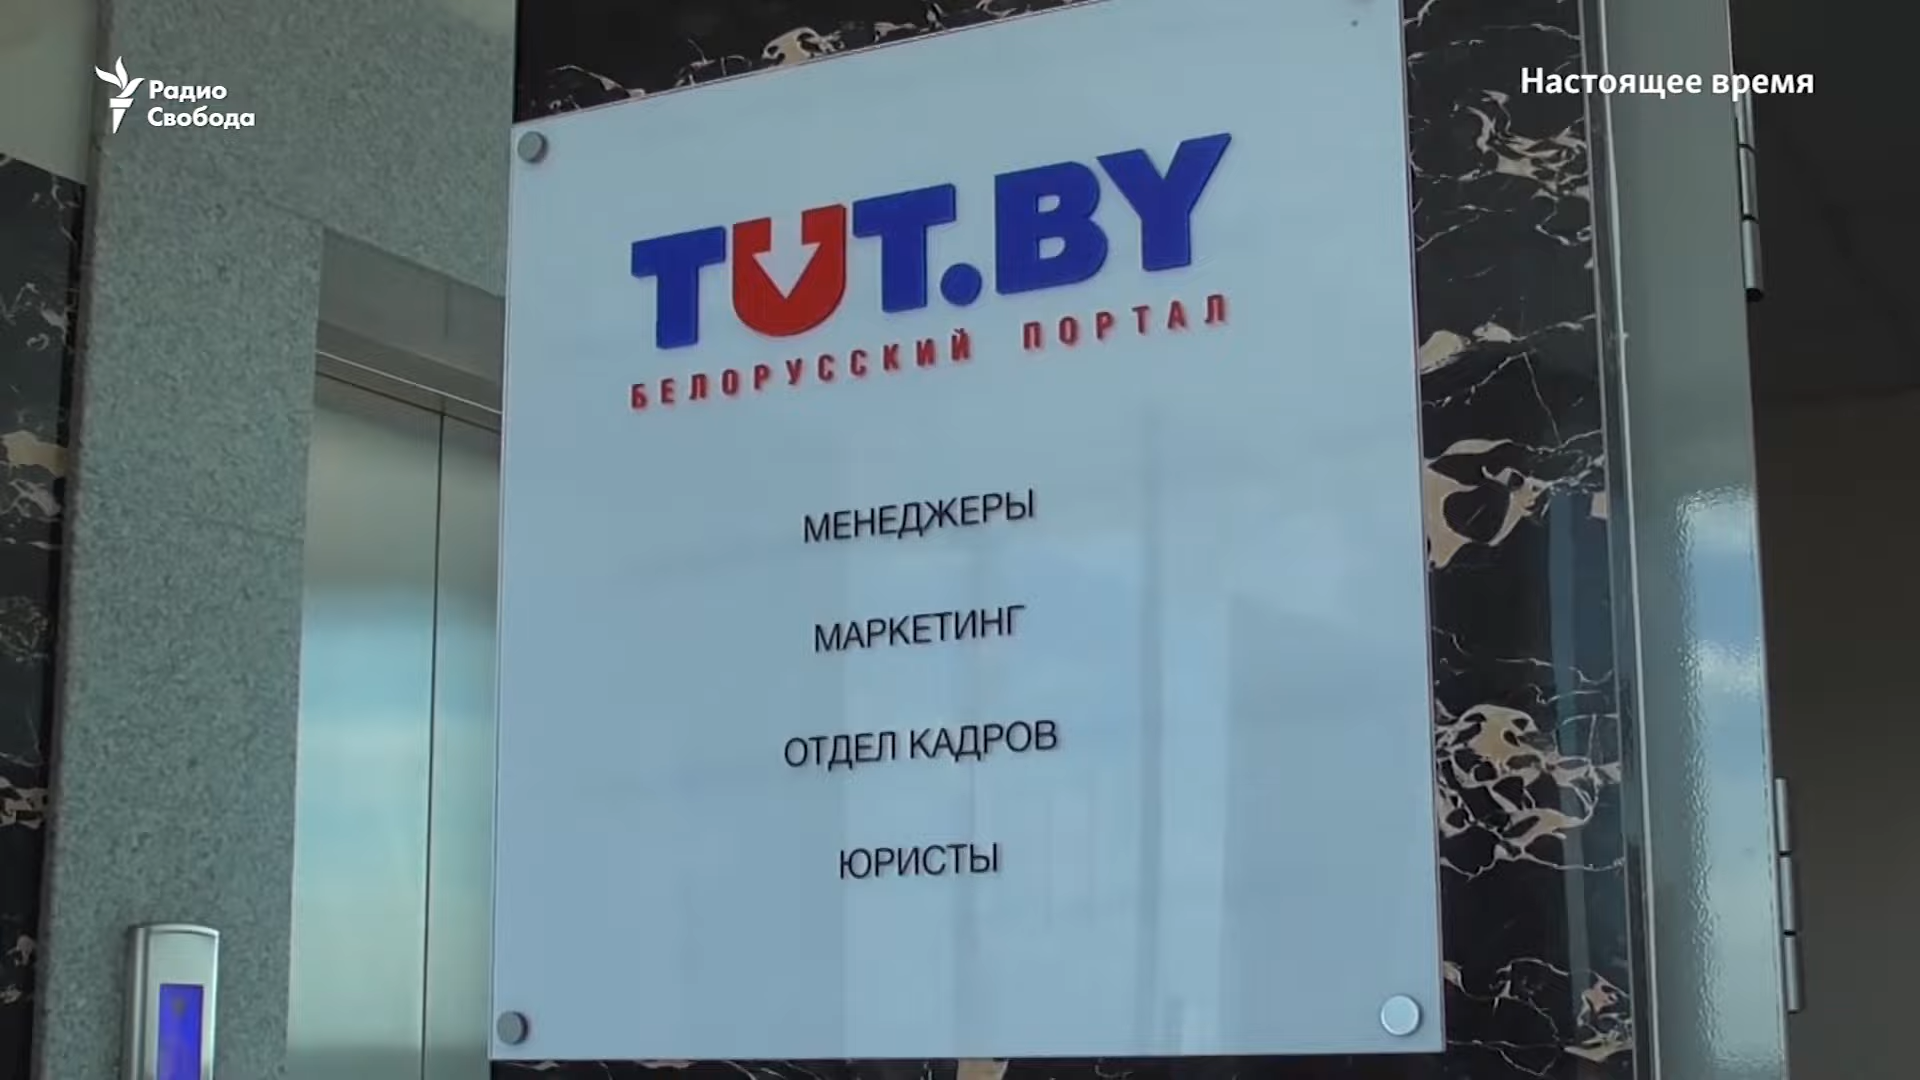 Радио
Свобода
Настоящее время
TUT.BY
БЕЛОРУССКИЙ ПОРТАЛ
МЕНЕДЖЕРЫ
МАРКЕТИНГ
ОТДЕЛ КАДРОВ
ЮРИСТЫ